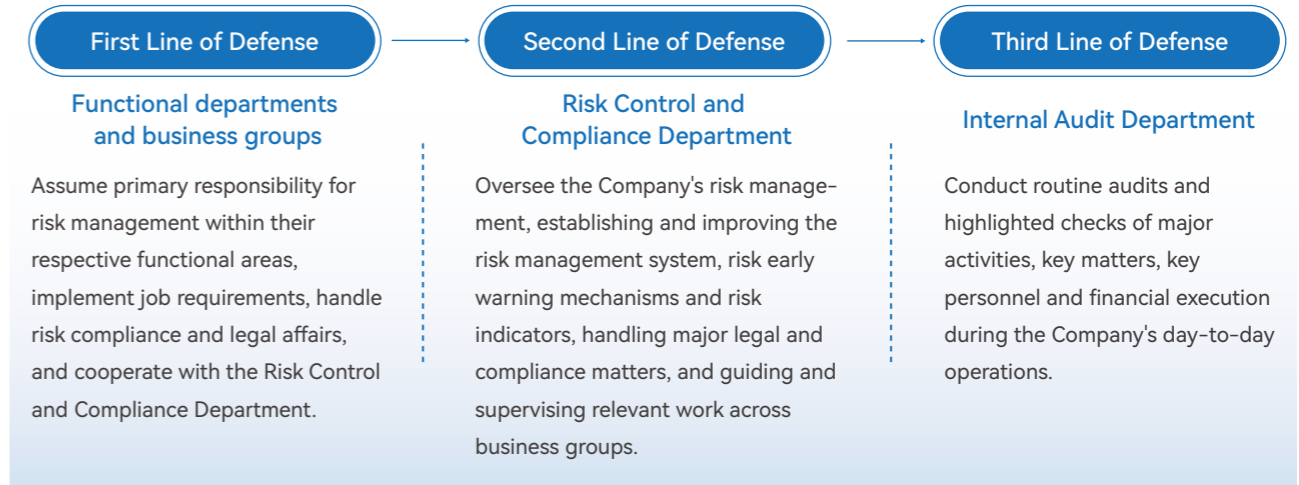 First Line of Defense
Functional departments
and business groups
Assume primary responsibility for
risk management within their
respective functional areas,
implement job requirements, handle
risk compliance and legal affairs,
and cooperate with the Risk Control
and Compliance Department.
Second Line of Defense
Risk Control and
Compliance Department
Oversee the Company's risk manage-
ment, establishing and improving the
risk management system, risk early
warning mechanisms and risk
indicators, handling major legal and
compliance matters, and guiding and
supervising relevant work across
business groups.
Third Line of Defense
Internal Audit Department
Conduct routine audits and
highlighted checks of major
activities, key matters, key
personnel and financial execution
during the Company's day-to-day
operations.